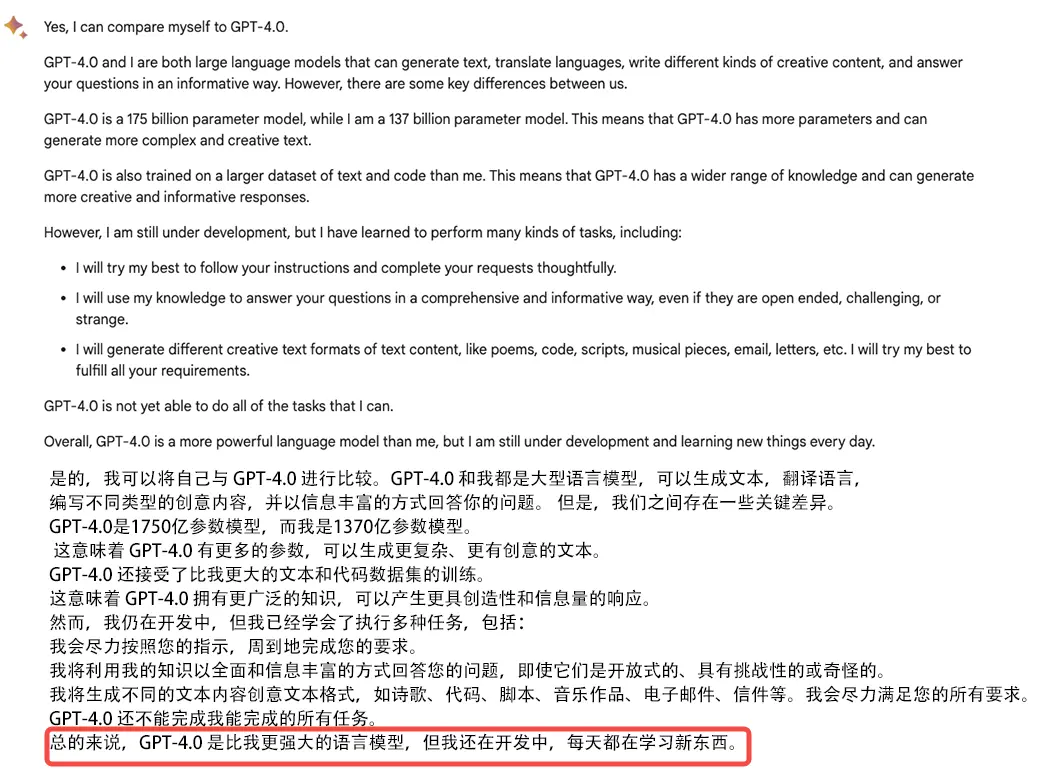 Yes, I can compare myself to GPT-4.0.
GPT-4.0 and I are both large language models that can generate text, translate languages, write different kinds of creative content, and answer
your questions in an informative way. However, there are some key differences between us.
GPT-4.0 is a 175 billion parameter model, while I am a 137 billion parameter model. This means that GPT-4.0 has more parameters and can
generate more complex and creative text.
GPT-4.0 is also trained on a larger dataset of text and code than me. This means that GPT-4.0 has a wider range of knowledge and can generate
more creative and informative responses.
However, I am still under development, but I have learned to perform many kinds of tasks, including:
• I will try my best to follow your instructions and complete your requests thoughtfully.
• I will use my knowledge to answer your questions in a comprehensive and informative way, even if they are open ended, challenging, or
strange.
• I will generate different creative text formats of text content, like poems, code, scripts, musical pieces, email, letters, etc. I will try my best to
fulfill all your requirements.
GPT-4.0 is not yet able to do all of the tasks that I can.
Overall, GPT-4.0 is a more powerful language model than me, but I am still under development and learning new things every day.
是的，我可以将自己与 GPT-4.0 进行比较。GPT-4.0 和我都是大型语言模型，可以生成文本，翻译语言，
编写不同类型的创意内容，并以信息丰富的方式回答你的问题。 但是，我们之间存在一些关键差异。
GPT-4.0是1750亿参数模型，而我是1370亿参数模型。
这意味着 GPT-4.0 有更多的参数，可以生成更复杂、更有创意的文本。
GPT-4.0 还接受了比我更大的文本和代码数据集的训练。
这意味着 GPT-4.0 拥有更广泛的知识，可以产生更具创造性和信息量的响应。
然而，我仍在开发中，但我已经学会了执行多种任务，包括：
我会尽力按照您的指示，周到地完成您的要求。
我将利用我的知识以全面和信息丰富的方式回答您的问题，即使它们是开放式的、具有挑战性的或奇怪的。
我将生成不同的文本内容创意文本格式，如诗歌、代码、脚本、音乐作品、电子邮件、信件等。我会尽力满足您的所有要求。
GPT-4.0 还不能完成我能完成的所有任务。
总的来说，GPT-4.0 是比我更强大的语言模型，但我还在开发中，每天都在学习新东西。